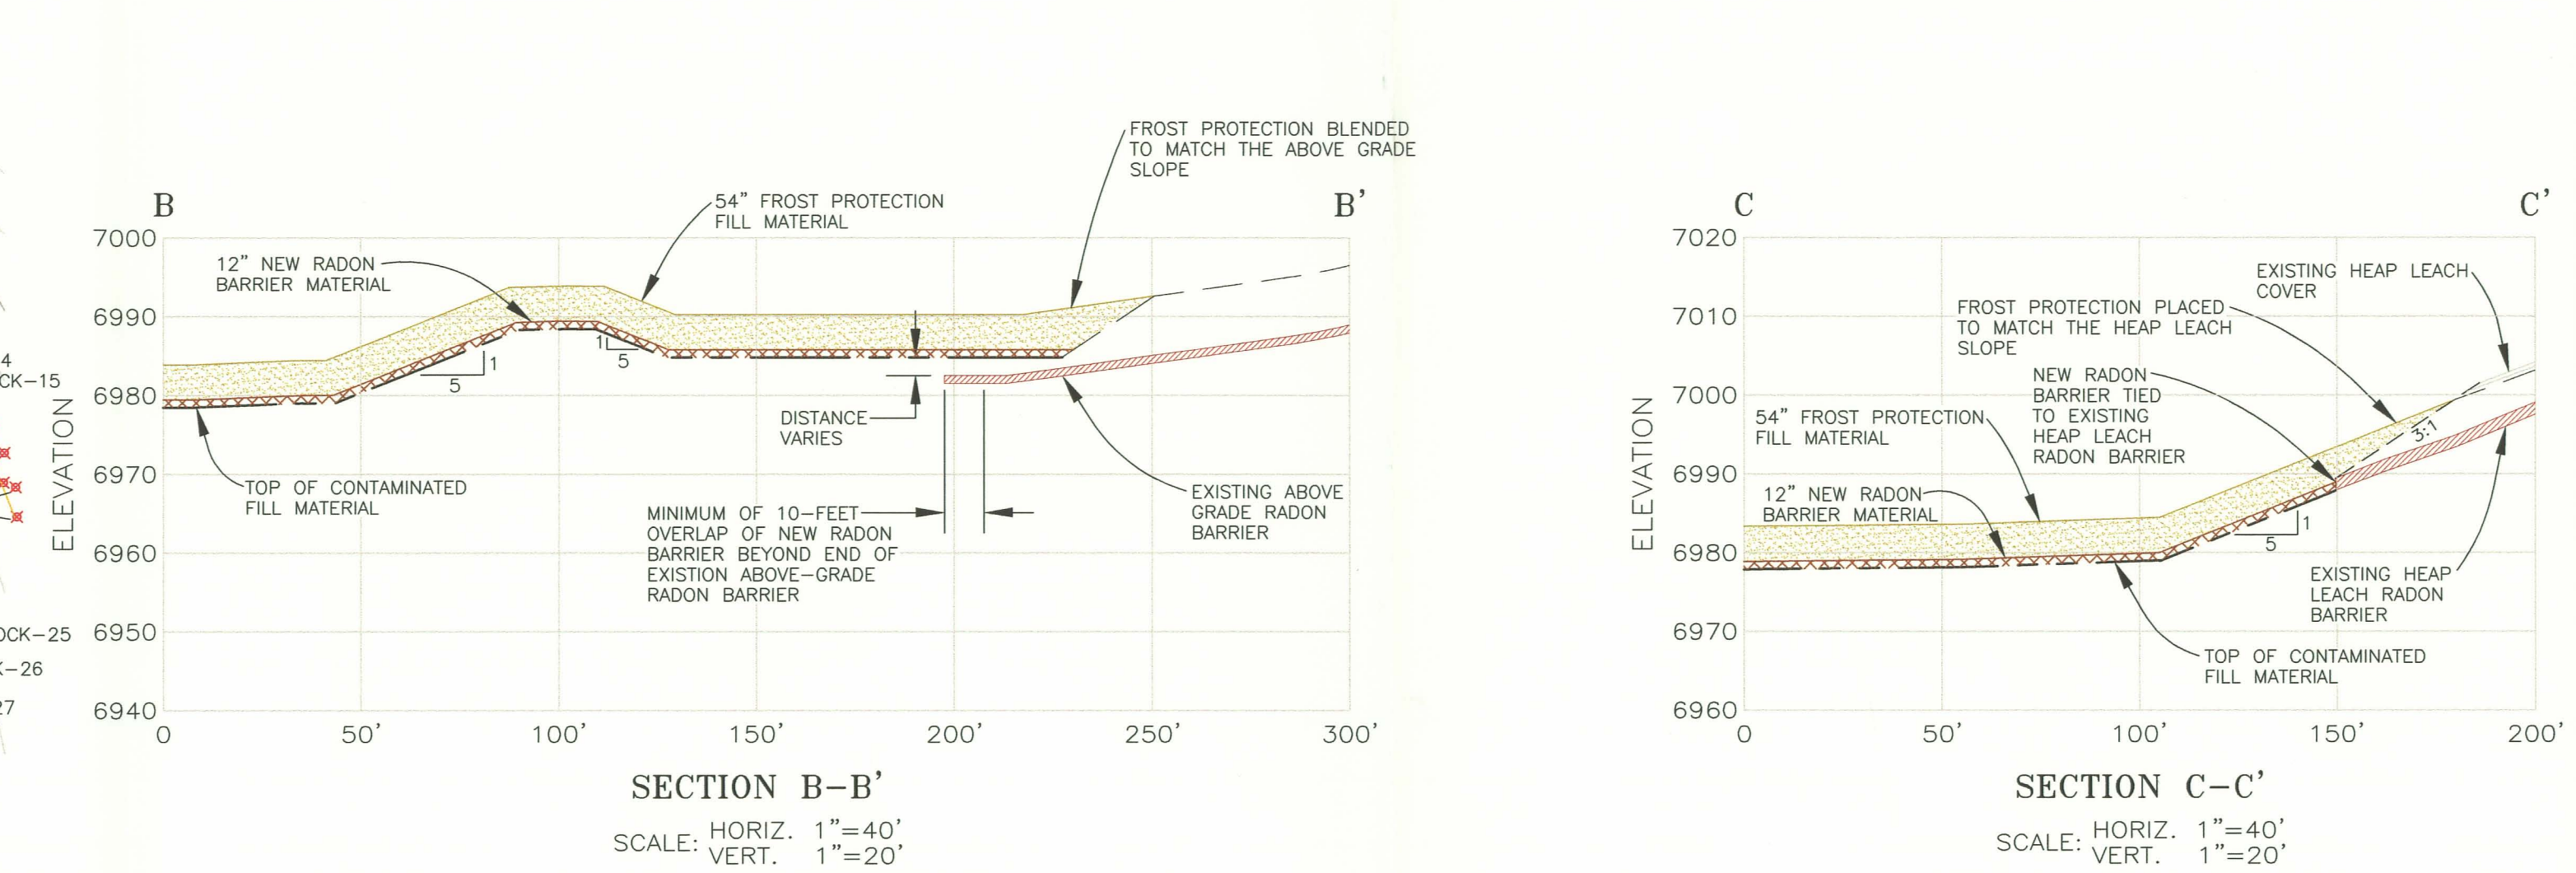 4
CK-15
OCK-25
K-26
27
B
B'
FROST PROTECTION BLENDED
TO MATCH THE ABOVE GRADE
SLOPE
54" FROST PROTECTION
FILL MATERIAL
12" NEW RADON
BARRIER MATERIAL
ELEVATION
7000
6990
6980
6970
6960
6950
6940
1
5
1
5
DISTANCE
VARIES
TOP OF CONTAMINATED
FILL MATERIAL
MINIMUM OF 10-FEET
OVERLAP OF NEW RADON
BARRIER BEYOND END OF
EXISTION ABOVE-GRADE
RADON BARRIER
EXISTING ABOVE
GRADE RADON
BARRIER
0
50'
100'
150'
200'
250'
300'
SECTION B-B'
SCALE: HORIZ. 1"=40'
VERT. 1"=20'
C
C'
ELEVATION
7020
7010
7000
6990
6980
6970
6960
EXISTING HEAP LEACH
COVER
FROST PROTECTION PLACED
TO MATCH THE HEAP LEACH
SLOPE
NEW RADON
BARRIER TIED
TO EXISTING
HEAP LEACH
RADON BARRIER
54" FROST PROTECTION
FILL MATERIAL
12" NEW RADON
BARRIER MATERIAL
3:1
1
5
EXISTING HEAP
LEACH RADON
BARRIER
TOP OF CONTAMINATED
FILL MATERIAL
0
50'
100'
150'
200'
SECTION C-C'
SCALE: HORIZ. 1"=40'
VERT. 1"=20'